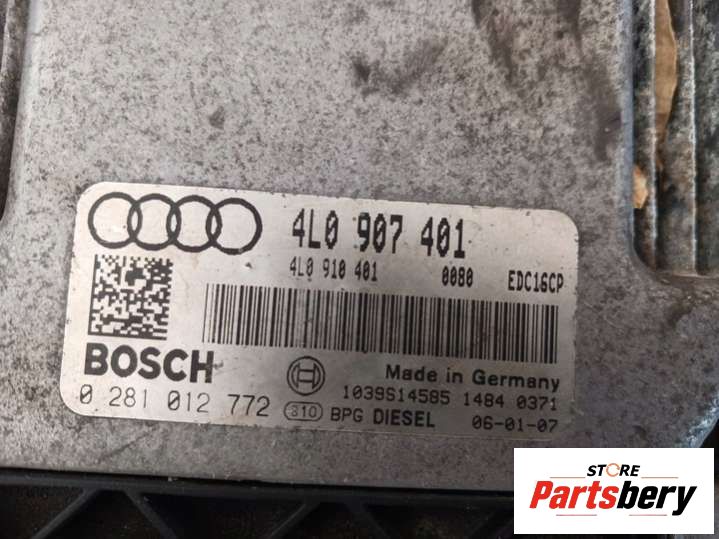 4L0 907 401
4L0 910 401 0080 EDC16CP
BOSCH
Made in Germany
0 281 012 772
1039S14585 1484 0371
310 BPG DIESEL 06-01-07
STORE
Partsbery